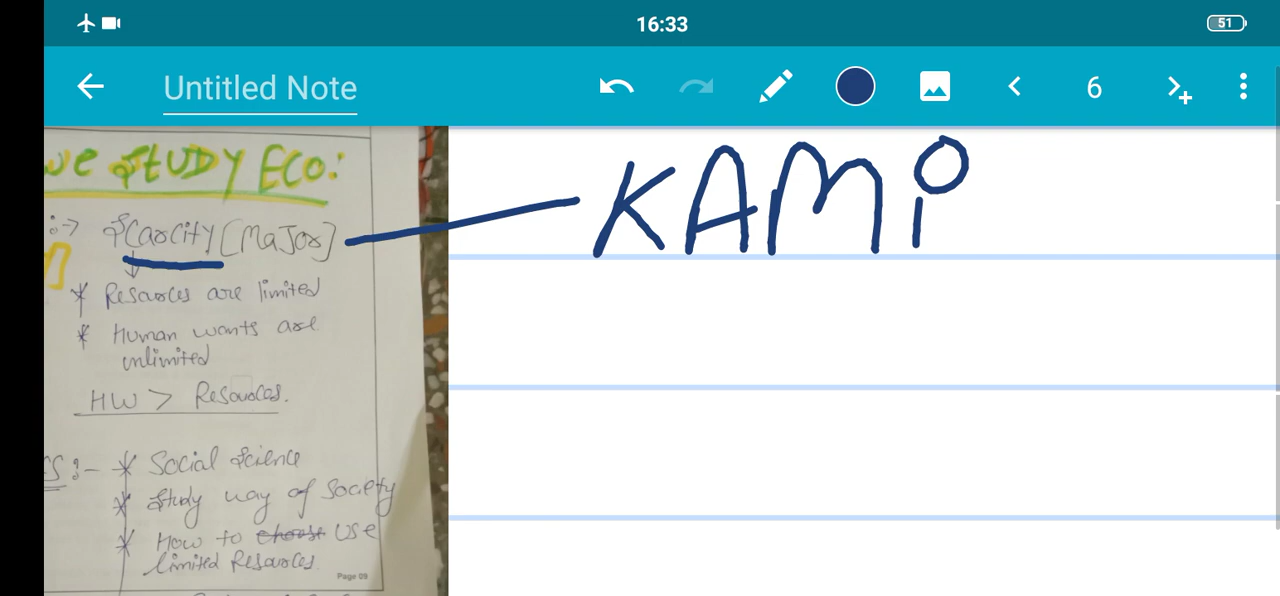 16:33
51
Untitled Note
6
WE STUDY ECO:
:-> Scarcity [Major]
KAMi
* Resources are limited
* Human wants are
unlimited
HW > Resources.
:- * Social Science
* Study way of Society
* How to choose use
limited Resources.
Page 09